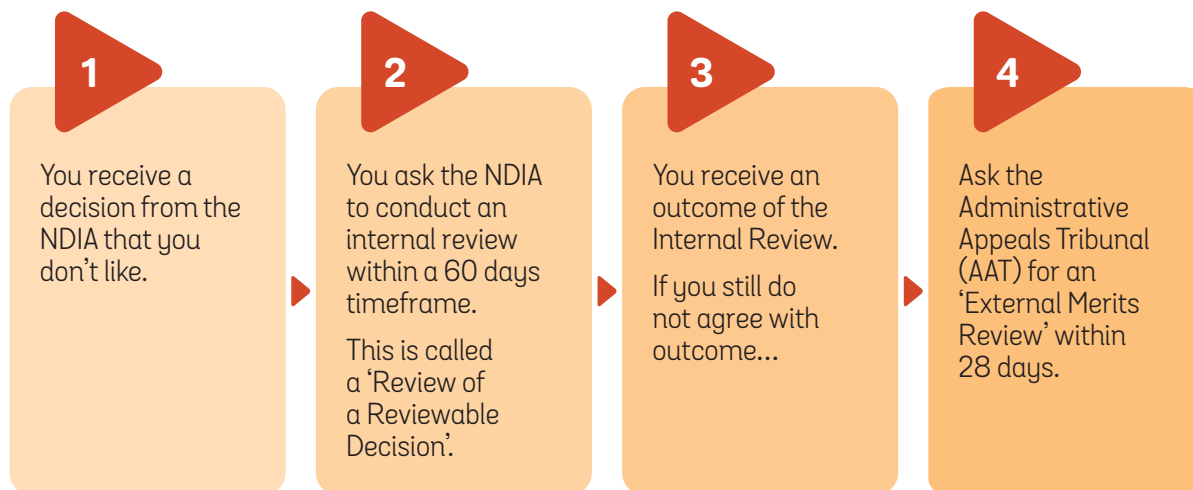 1
You receive a
decision from the
NDIA that you
don’t like.
2
You ask the NDIA
to conduct an
internal review
within a 60 days
timeframe.
This is called
a ‘Review of
a Reviewable
Decision’.
3
You receive an
outcome of the
Internal Review.
If you still do
not agree with
outcome...
4
Ask the
Administrative
Appeals Tribunal
(AAT) for an
‘External Merits
Review’ within
28 days.